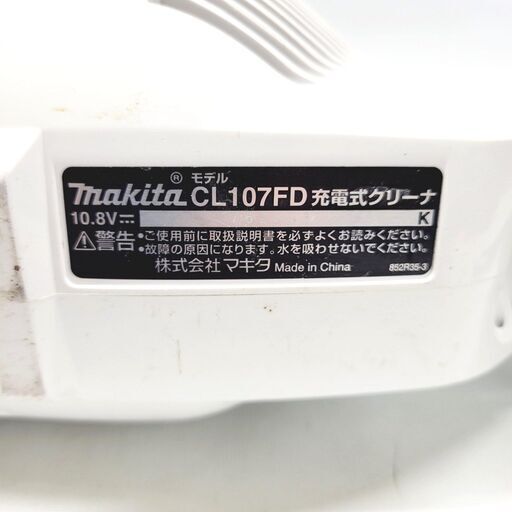 モデル
makita® CL107FD 充電式クリーナ
10.8V⎓ K
⚠警告 ・ご使用前に取扱説明書を必ずよくお読みください。
・故障の原因になります。水を吸わせないでください。
株式会社 マキタ Made in China 852R35-3